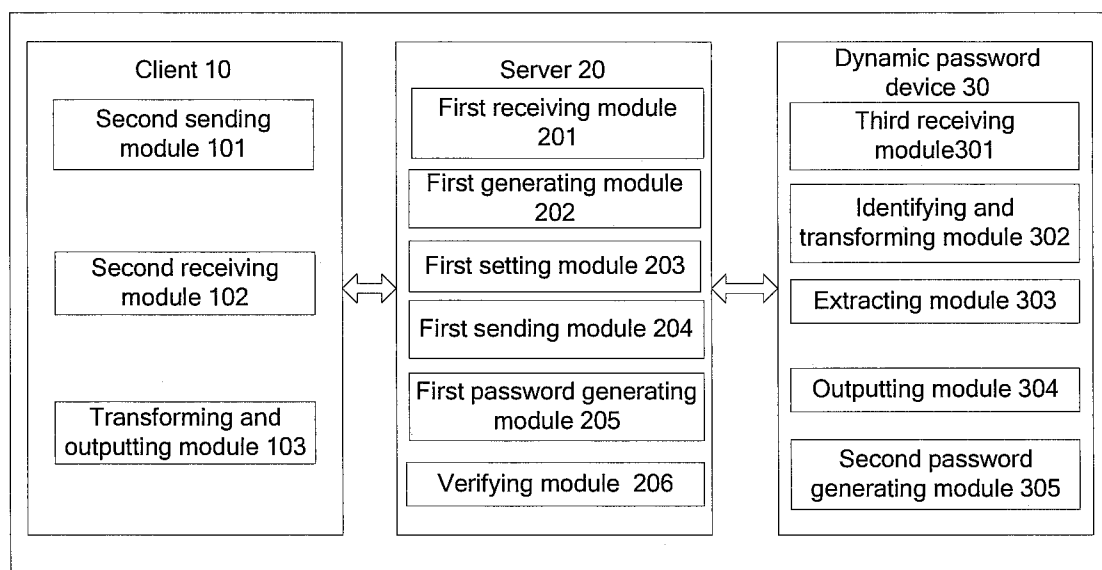 Client 10
Second sending
module 101
Second receiving
module 102
Transforming and
outputting module 103
Server 20
First receiving module
201
First generating module
202
First setting module 203
First sending module 204
First password generating
module 205
Verifying module 206
Dynamic password
device 30
Third receiving
module301
Identifying and
transforming module 302
Extracting module 303
Outputting module 304
Second password
generating module 305